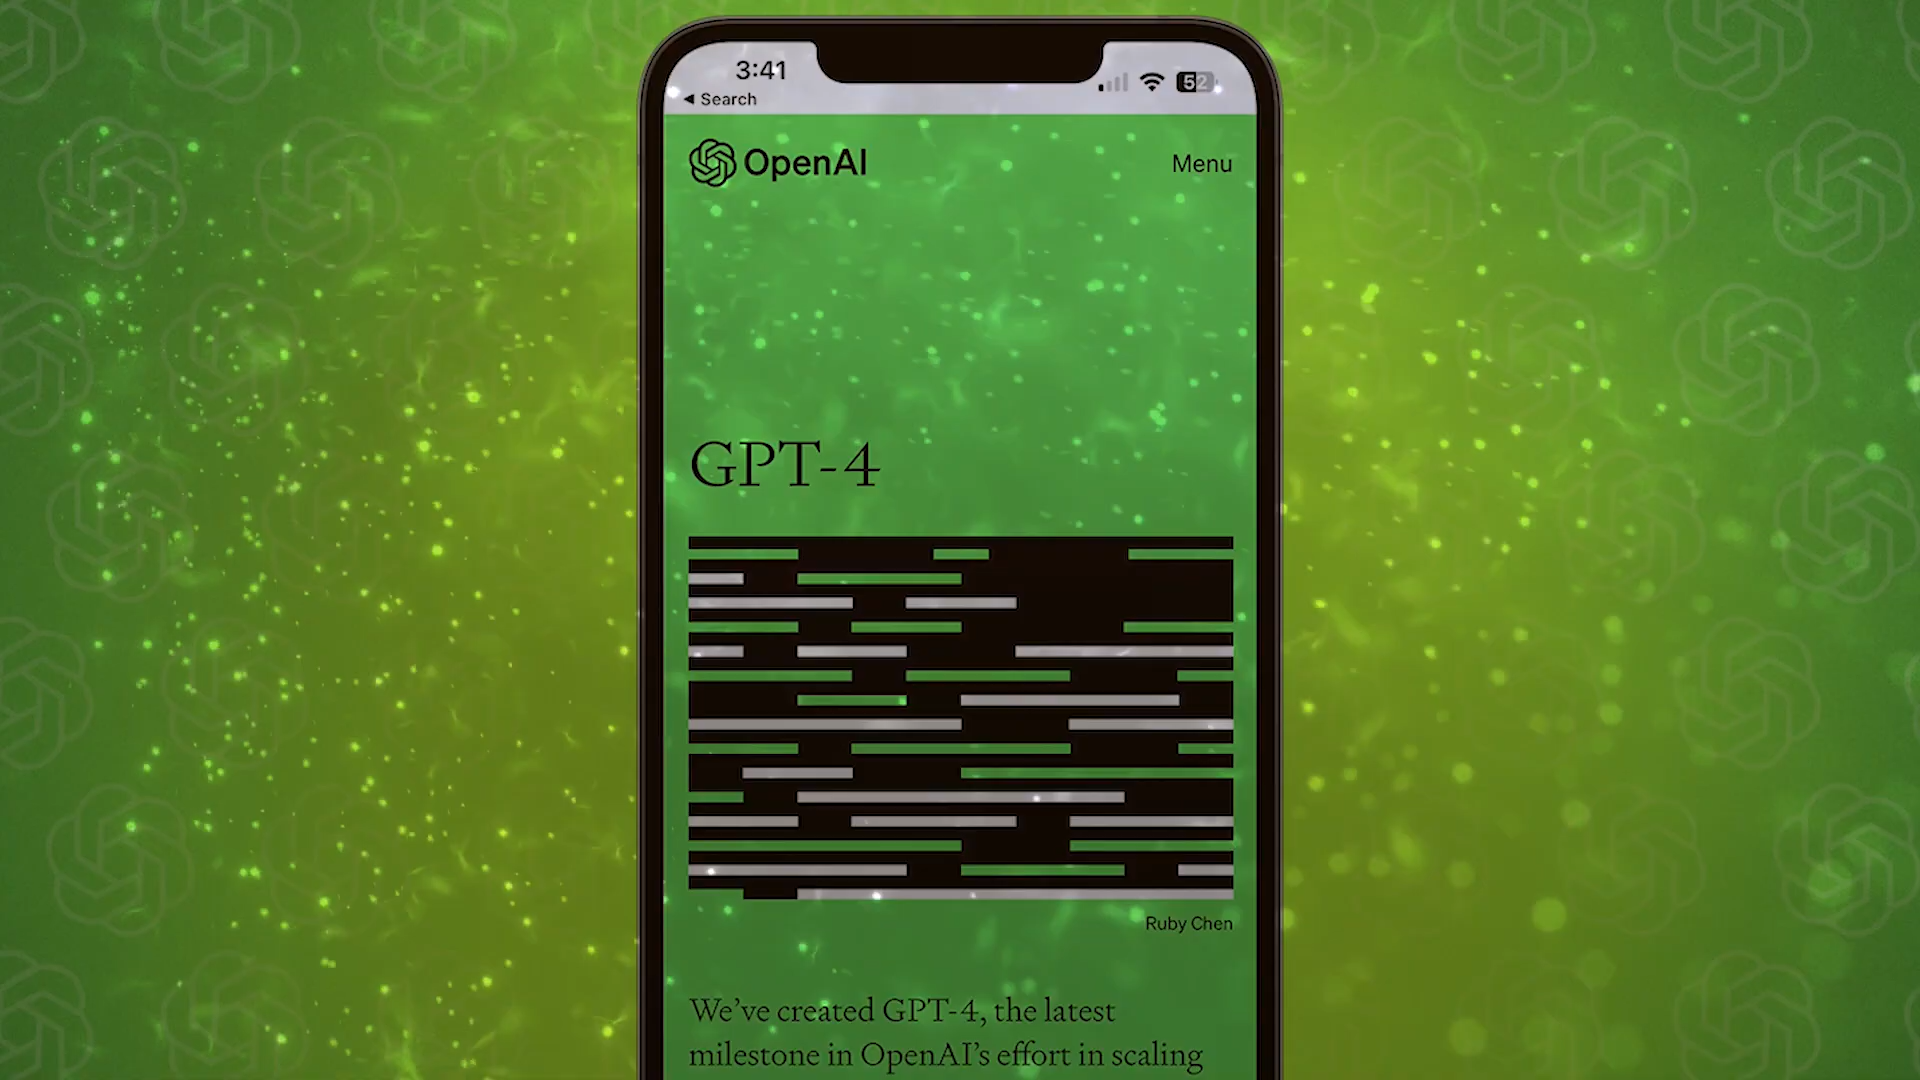 3:41
◀ Search
52
OpenAI
Menu
GPT-4
Ruby Chen
We’ve created GPT-4, the latest
milestone in OpenAI’s effort in scaling